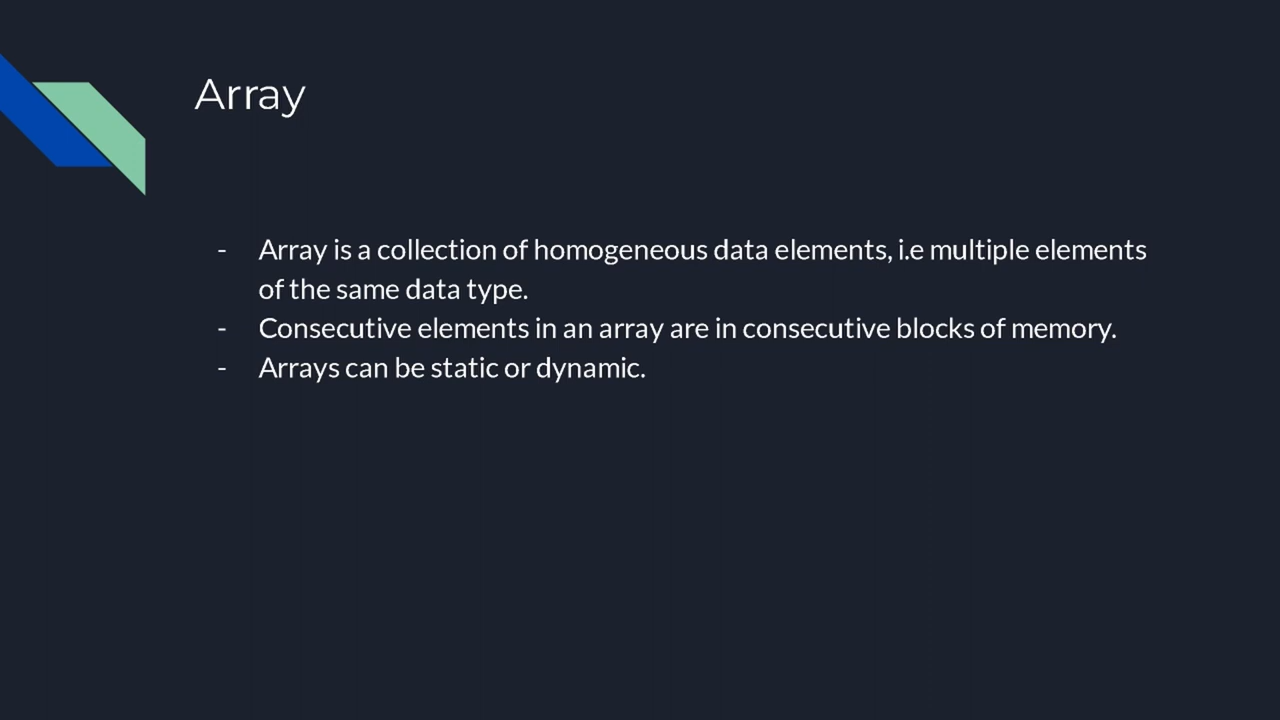 Array
- Array is a collection of homogeneous data elements, i.e multiple elements
of the same data type.
- Consecutive elements in an array are in consecutive blocks of memory.
- Arrays can be static or dynamic.